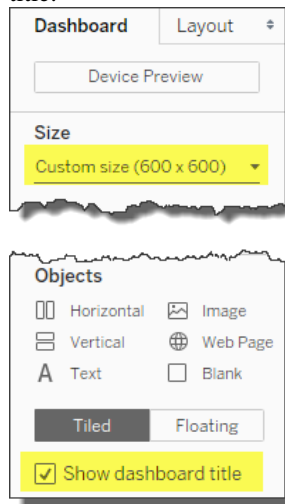 title.
Dashboard Layout
Device Preview
Size
Custom size (600 x 600)
Objects
Horizontal Image
Vertical Web Page
A Text Blank
Tiled Floating
Show dashboard title